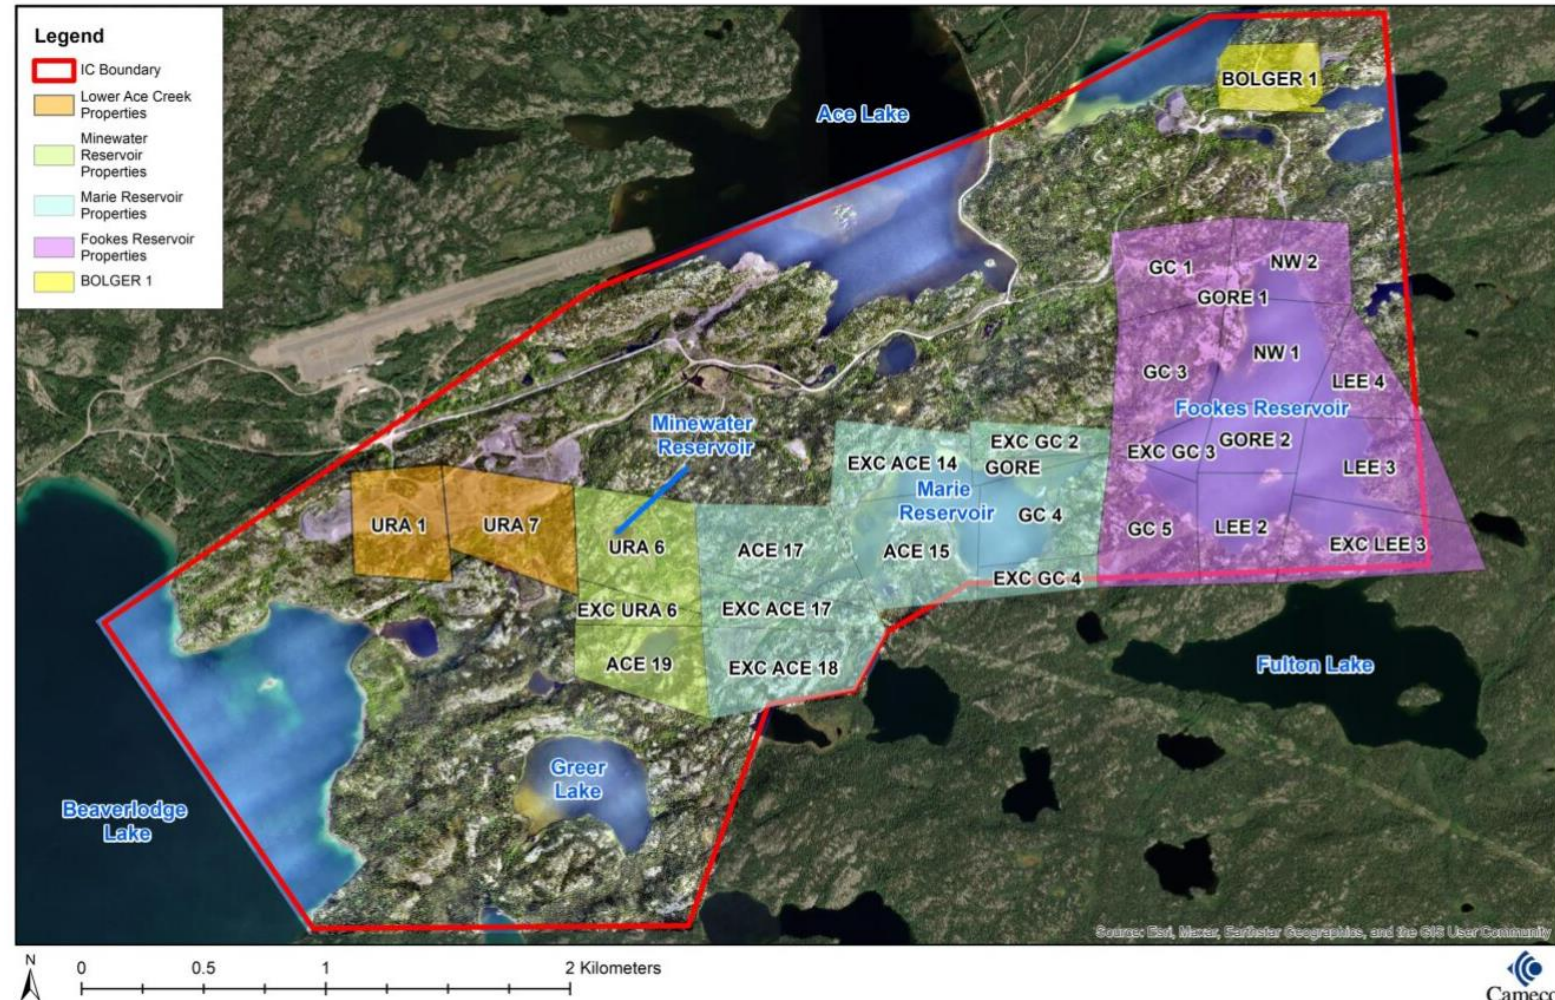 Legend
IC Boundary
Lower Ace Creek
Properties
Minewater
Reservoir
Properties
Marie Reservoir
Properties
Fookes Reservoir
Properties
BOLGER 1
Ace Lake
BOLGER 1
GC 1
NW 2
GORE 1
NW 1
GC 3
LEE 4
Fookes Reservoir
Minewater
Reservoir
EXC GC 2
GORE 2
EXC GC 3
EXC ACE 14
GORE
LEE 3
Marie
Reservoir
GC 4
URA 1
URA 7
URA 6
ACE 17
ACE 15
GC 5
LEE 2
EXC LEE 3
EXC GC 4
EXC URA 6
EXC ACE 17
ACE 19
EXC ACE 18
Fulton Lake
Greer
Lake
Beaverlodge
Lake
Source: Esri, Maxar, Earthstar Geographics, and the GIS User Community
N
0 0.5 1 2 Kilometers
Cameco